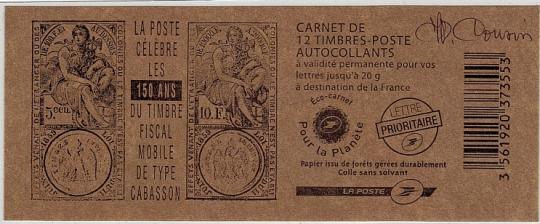 LA POSTE
CÉLÈBRE
LES
150 ANS
DU TIMBRE
FISCAL
MOBILE
DE TYPE
CABASSON
5 CEN.
10. F.
CARNET DE
12 TIMBRES-POSTE
AUTOCOLLANTS
à validité permanente pour vos
lettres jusqu'à 20 g
à destination de la France
Éco-carnet
Pour la Planète
LETTRE
PRIORITAIRE
Papier issu de forêts gérées durablement
Colle sans solvant
LA POSTE
3 561920 373553